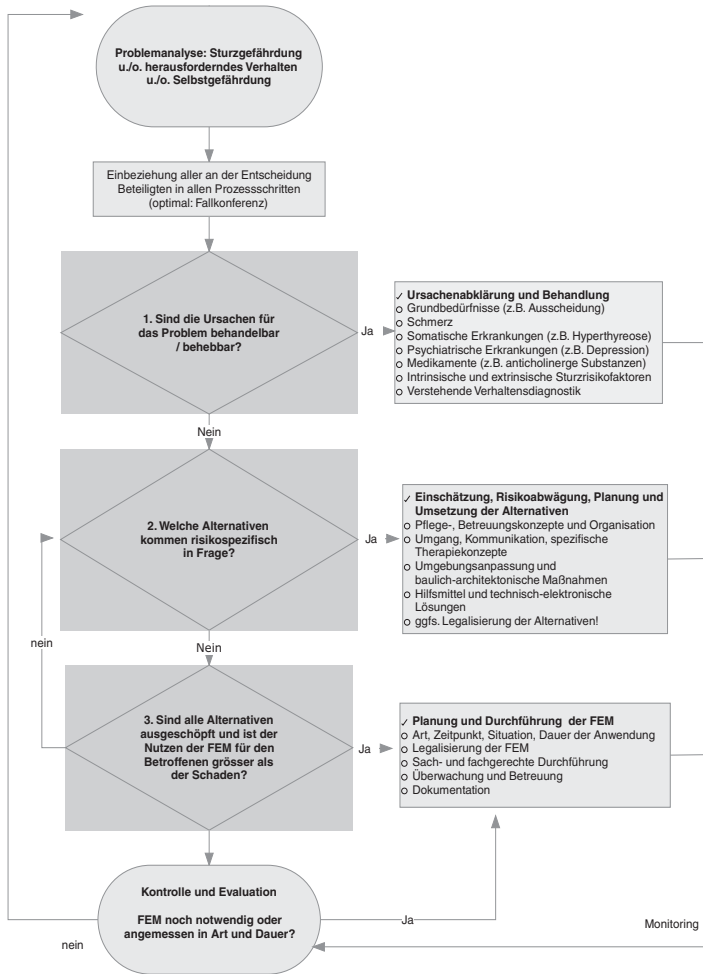 Problemanalyse: Sturzgefährdung
u./o. herausforderndes Verhalten
u./o. Selbstgefährdung
Einbeziehung aller an der Entscheidung
Beteiligten in allen Prozessschritten
(optimal: Fallkonferenz)
1. Sind die Ursachen für
das Problem behandelbar
/ behebbar?
Ja
✓ Ursachenabklärung und Behandlung
o Grundbedürfnisse (z.B. Ausscheidung)
o Schmerz
o Somatische Erkrankungen (z.B. Hyperthyreose)
o Psychiatrische Erkrankungen (z.B. Depression)
o Medikamente (z.B. anticholinerge Substanzen)
o Intrinsische und extrinsische Sturzrisikofaktoren
o Verstehende Verhaltensdiagnostik
Nein
2. Welche Alternativen
kommen risikospezifisch
in Frage?
Ja
✓ Einschätzung, Risikoabwägung, Planung und
Umsetzung der Alternativen
o Pflege-, Betreuungskonzepte und Organisation
o Umgang, Kommunikation, spezifische
Therapiekonzepte
o Umgebungsanpassung und
baulich-architektonische Maßnahmen
o Hilfsmittel und technisch-elektronische
Lösungen
o ggfs. Legalisierung der Alternativen!
nein
Nein
3. Sind alle Alternativen
ausgeschöpft und ist der
Nutzen der FEM für den
Betroffenen grösser als
der Schaden?
Ja
✓ Planung und Durchführung der FEM
o Art, Zeitpunkt, Situation, Dauer der Anwendung
o Legalisierung der FEM
o Sach- und fachgerechte Durchführung
o Überwachung und Betreuung
o Dokumentation
Kontrolle und Evaluation
FEM noch notwendig oder
angemessen in Art und Dauer?
Ja
nein
Monitoring